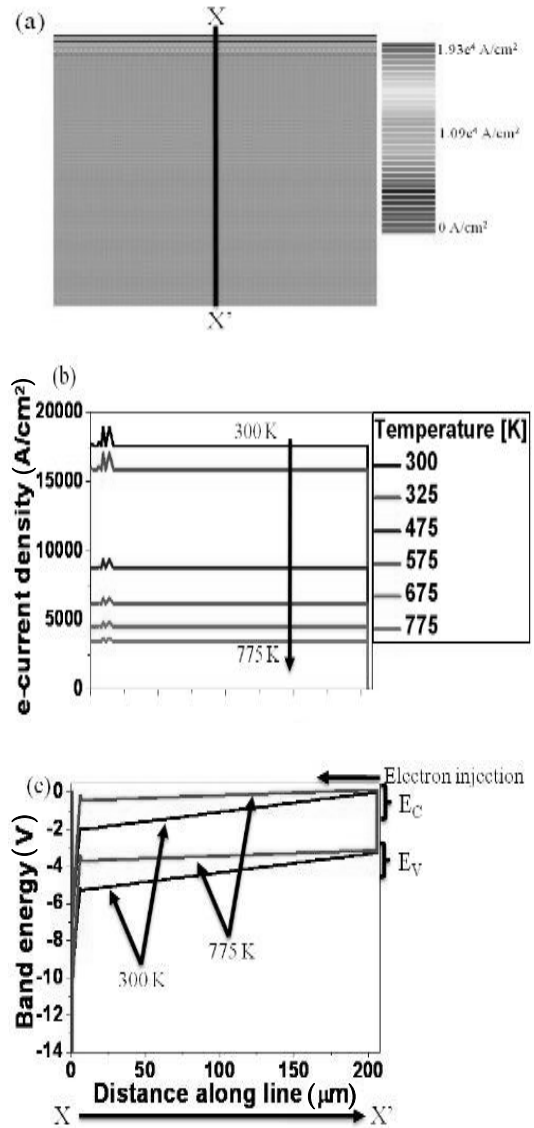 (a)
X
1.93e⁴ A/cm²
1.09e⁴ A/cm²
0 A/cm²
X'
(b)
e-current density (A/cm²)
20000
15000
10000
5000
0
300 K
775 K
Temperature [K]
300
325
475
575
675
775
(c)
Electron injection
Band energy (V)
0
-2
-4
-6
-8
-10
-12
-14
E_C
E_V
300 K
775 K
0 50 100 150 200
Distance along line (μm)
X X'